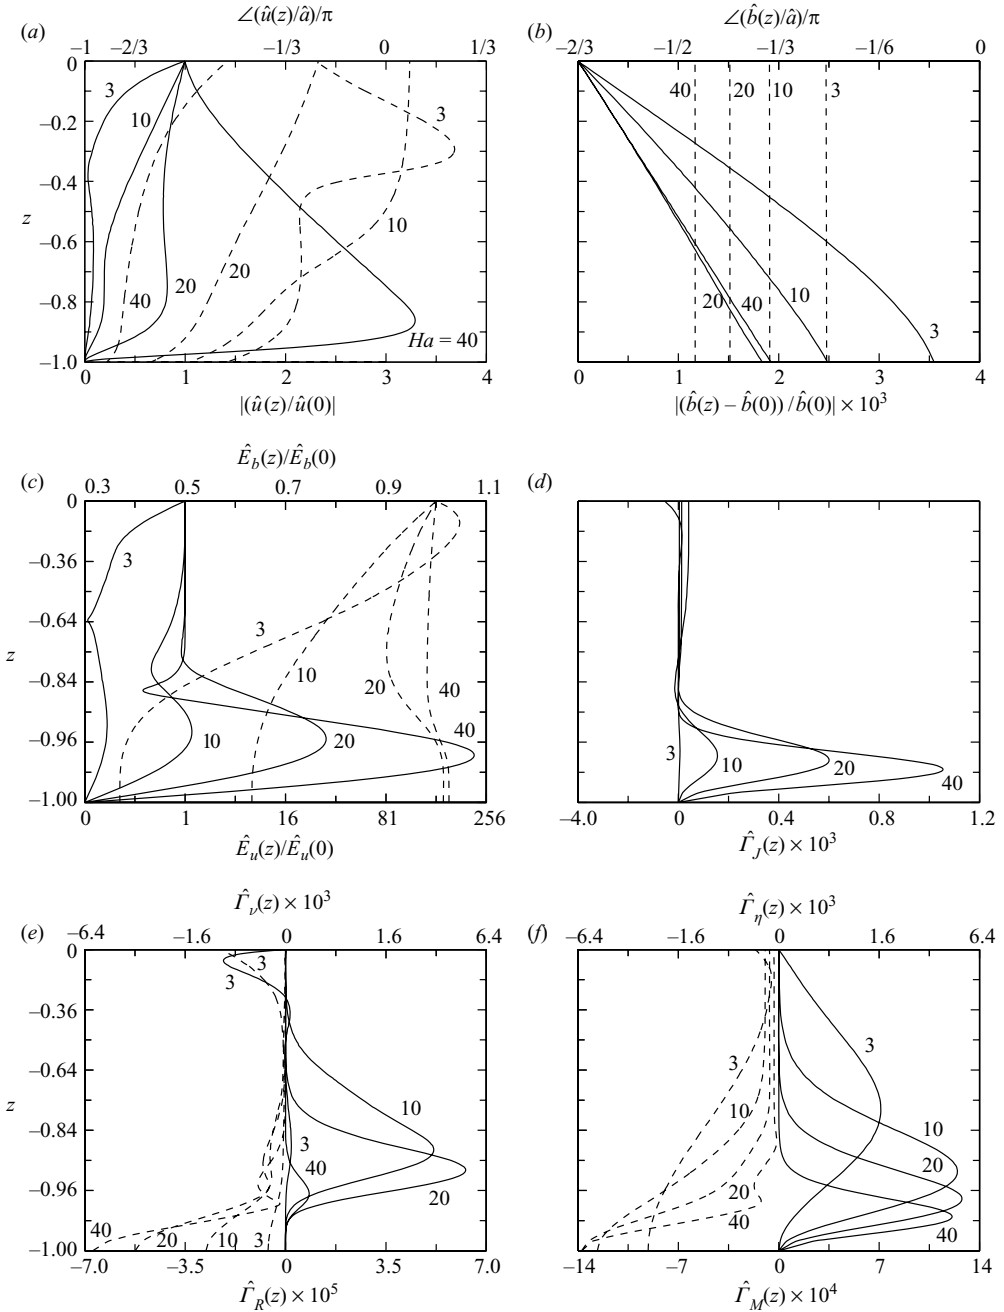 (a) ∠(û(z)/â)/π
−1 −2/3 −1/3 0 1/3
0
−0.2
−0.4
z
−0.6
−0.8
−1.0
3
10
3
10
20
40
20
Ha = 40
0 1 2 3 4
|(û(z)/û(0)|
(b) ∠(b̂(z)/â)/π
−2/3 −1/2 −1/3 −1/6 0
40 20 10 3
20 40 10 3
0 1 2 3 4
|(b̂(z) − b̂(0))/b̂(0)| × 10³
(c) Ê_b(z)/Ê_b(0)
0.3 0.5 0.7 0.9 1.1
0
−0.36
−0.64
z
−0.84
−0.96
−1.00
3
3
10
20 40
10 20 40
0 1 16 81 256
Ê_u(z)/Ê_u(0)
(d)
3 10 20 40
−4.0 0 0.4 0.8 1.2
Γ̂_J(z) × 10³
(e) Γ̂_ν(z) × 10³
−6.4 −1.6 0 1.6 6.4
0
−0.36
−0.64
z
−0.84
−0.96
−1.00
3
3
10
3
40
20
40 20 10 3
−7.0 −3.5 0 3.5 7.0
Γ̂_R(z) × 10⁵
(f) Γ̂_η(z) × 10³
−6.4 −1.6 0 1.6 6.4
3 3
10 10
20 20
40 40
−14 −7 0 7 14
Γ̂_M(z) × 10⁴